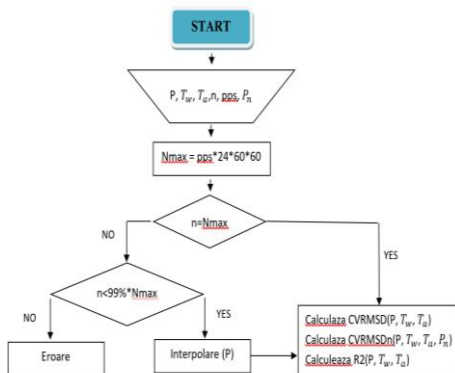 START
P, T_w, T_a,n, pps, P_n
Nmax = pps*24*60*60
n=Nmax
NO
YES
n<99%*Nmax
NO
YES
Eroare
Interpolare (P)
Calculaza CVRMSD(P, T_w, T_a)
Calculaza CVRMSDn(P, T_w, T_a, P_n)
Calculeaza R2(P, T_w, T_a)